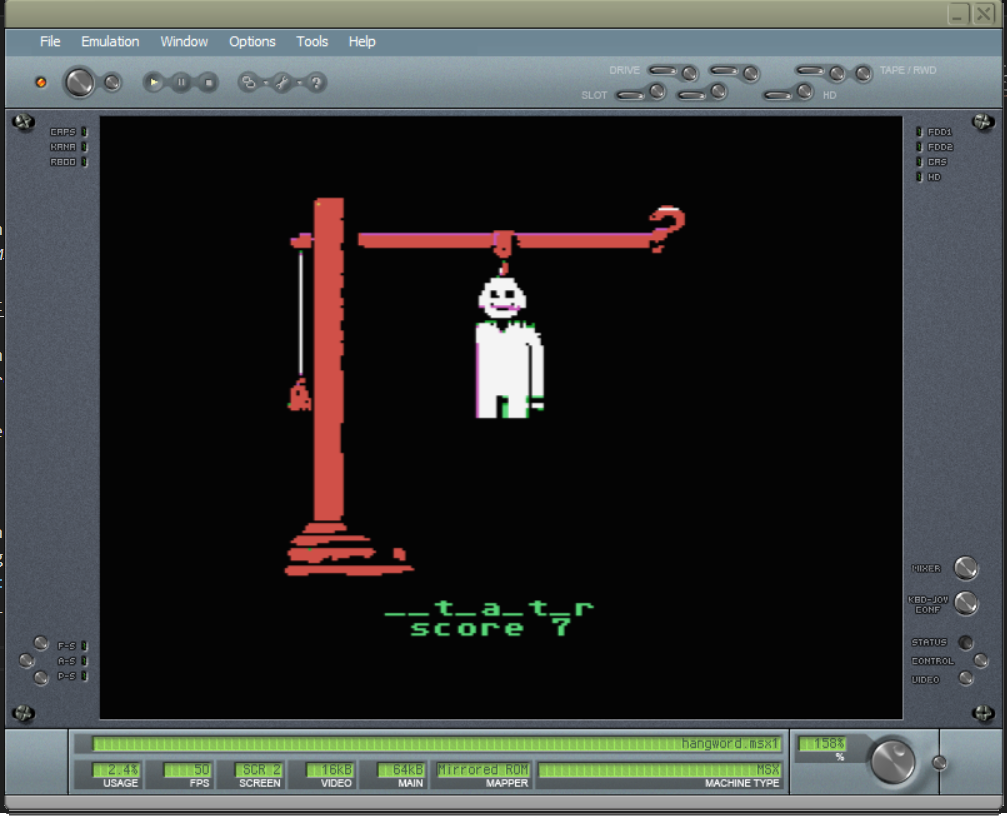 File Emulation Window Options Tools Help
DRIVE TAPE / RWD
SLOT HD
CAPS
KANA
FDD1
FDD2
CAS
HD
__t_a_t_r
score 7
MIXER
KBD-JOY
CONF
STATUS
CONTROL
VIDEO
F-S
A-S
P-S
hangword.msx1
158%
%
2.4% 50 SCR 2 16kB 64kB Mirrored ROM MSX
USAGE FPS SCREEN VIDEO MAIN MAPPER MACHINE TYPE